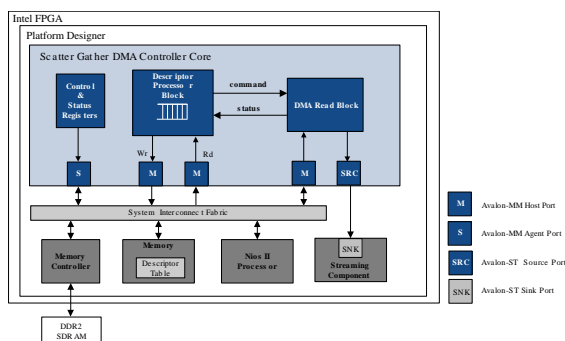 Intel FPGA
Platform Designer
Scatter Gather DMA Controller Core
Control
&
Status
Registers
Descriptor
Processor
Block
command
status
DMA Read Block
Wr
Rd
S
M
M
M
SRC
System Interconnect Fabric
Memory
Controller
Memory
Descriptor
Table
Nios II
Processor
SNK
Streaming
Component
DDR2
SDRAM
M Avalon-MM Host Port
S Avalon-MM Agent Port
SRC Avalon-ST Source Port
SNK Avalon-ST Sink Port